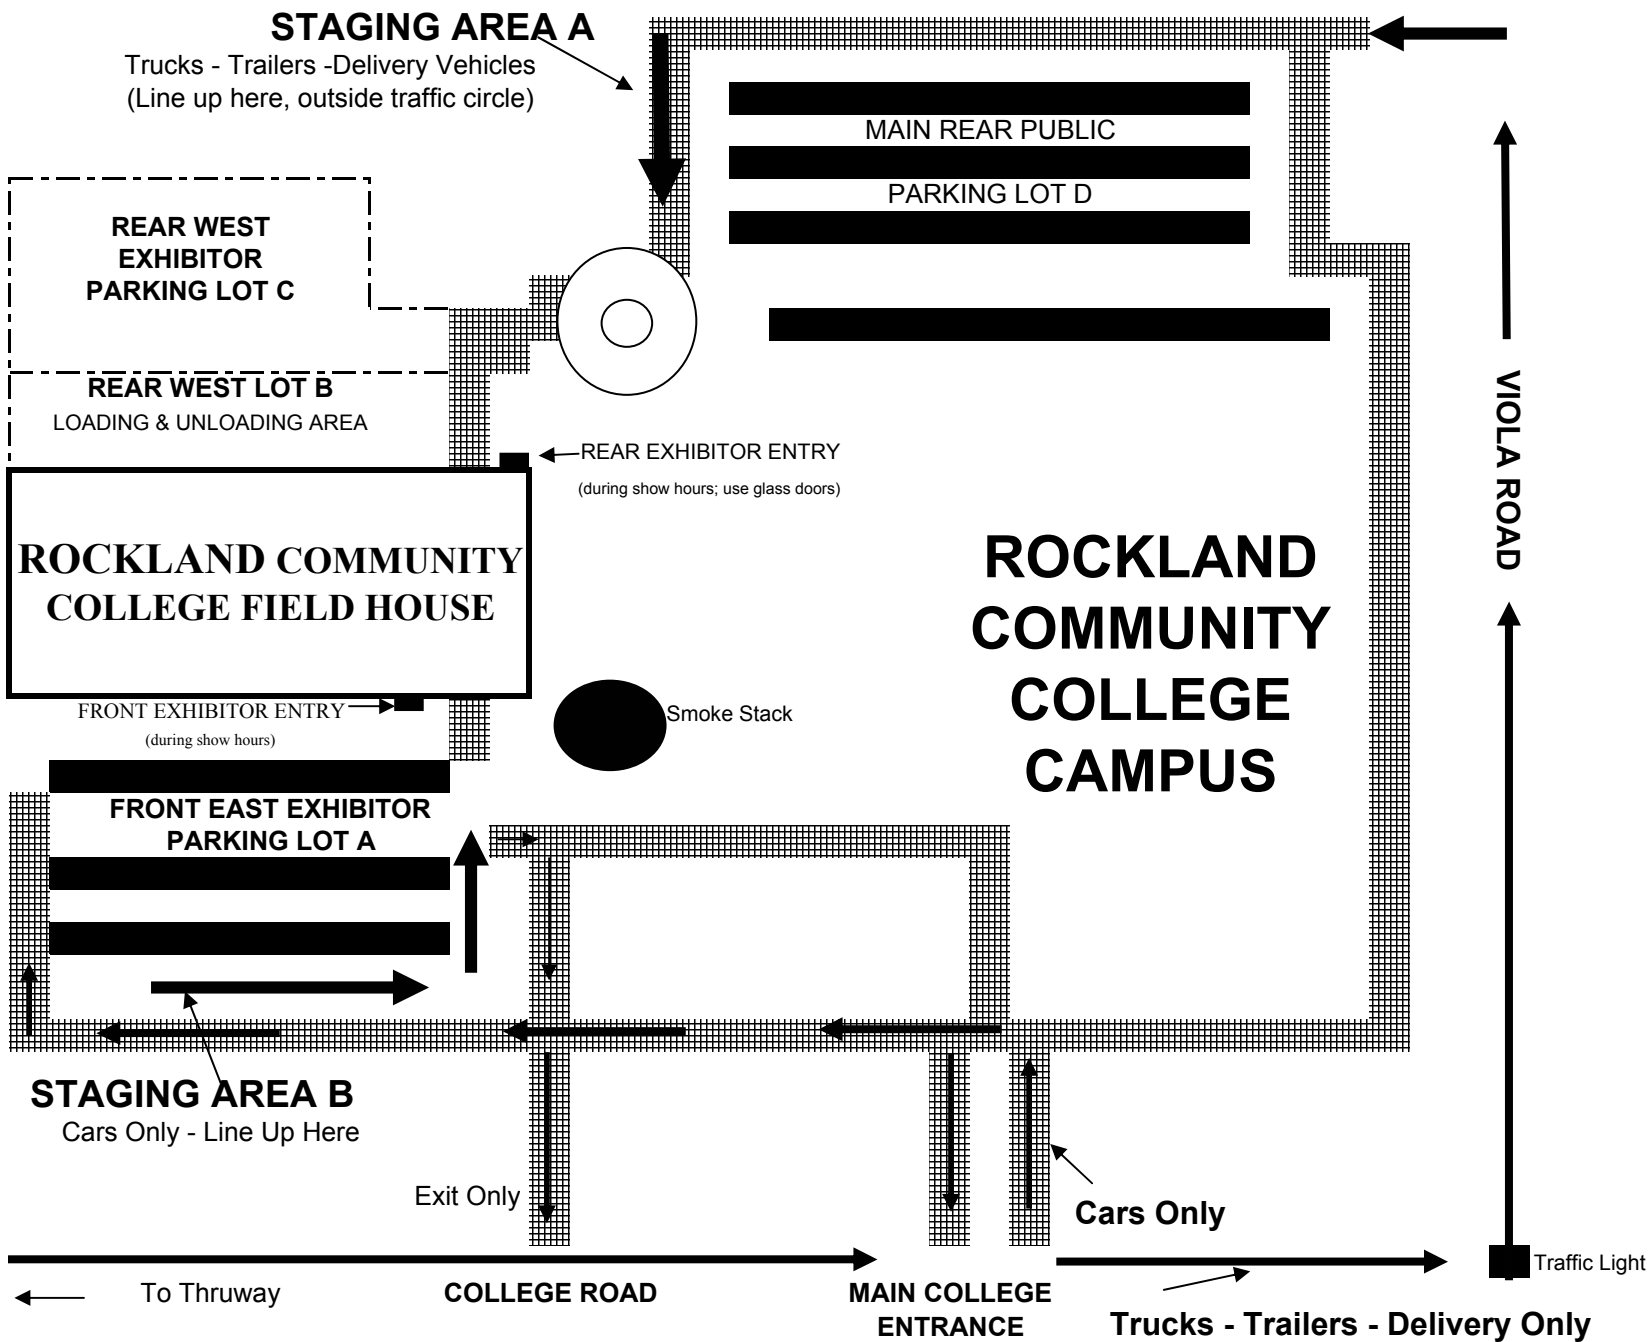 STAGING AREA A
Trucks - Trailers -Delivery Vehicles
(Line up here, outside traffic circle)
MAIN REAR PUBLIC
PARKING LOT D
REAR WEST
EXHIBITOR
PARKING LOT C
REAR WEST LOT B
LOADING & UNLOADING AREA
REAR EXHIBITOR ENTRY
(during show hours; use glass doors)
VIOLA ROAD
ROCKLAND COMMUNITY
COLLEGE FIELD HOUSE
ROCKLAND
COMMUNITY
COLLEGE
CAMPUS
FRONT EXHIBITOR ENTRY
(during show hours)
Smoke Stack
FRONT EAST EXHIBITOR
PARKING LOT A
STAGING AREA B
Cars Only - Line Up Here
Exit Only
Cars Only
Traffic Light
To Thruway
COLLEGE ROAD
MAIN COLLEGE
ENTRANCE
Trucks - Trailers - Delivery Only